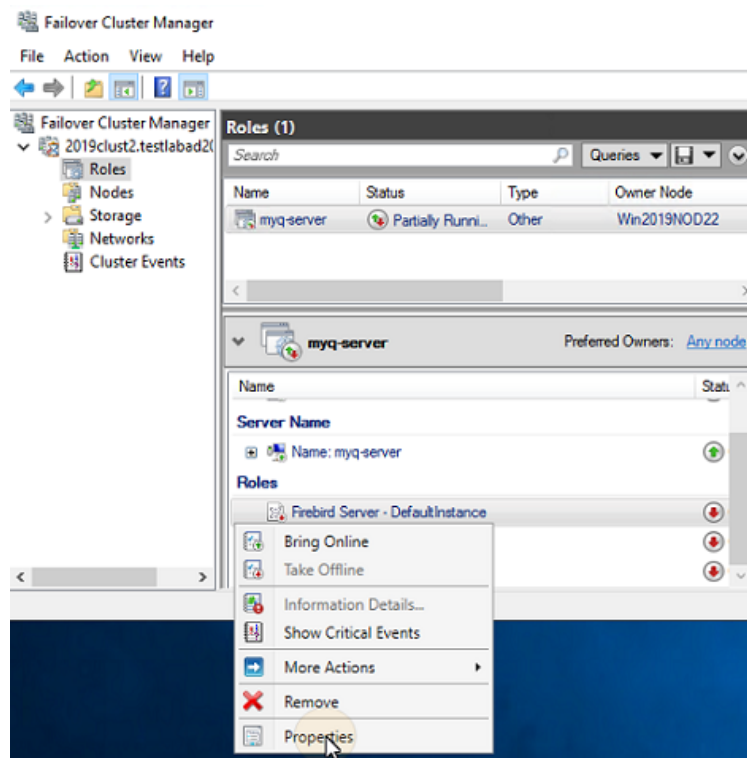 Failover Cluster Manager
File Action View Help
Failover Cluster Manager
2019clust2.testlabad20
Roles
Nodes
Storage
Networks
Cluster Events
Roles (1)
Search
Queries
Name Status Type Owner Node
myq-server Partially Runni... Other Win2019NOD22
myq-server Preferred Owners: Any node
Name Statu
Server Name
Name: myq-server
Roles
Firebird Server - DefaultInstance
Bring Online
Take Offline
Information Details...
Show Critical Events
More Actions
Remove
Properties